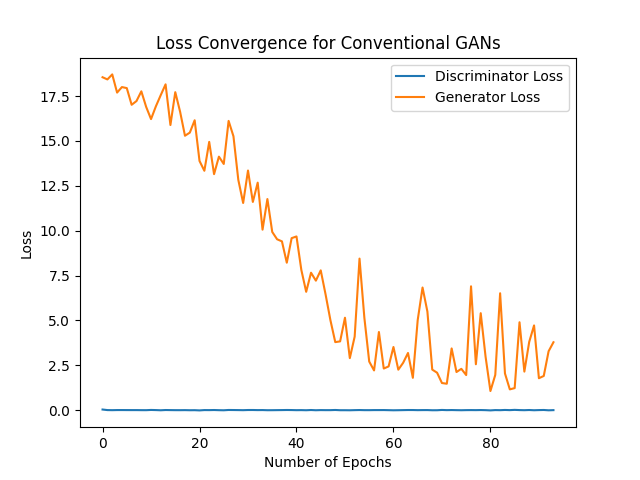 Loss Convergence for Conventional GANs
Discriminator Loss
Generator Loss
17.5
15.0
12.5
10.0
7.5
5.0
2.5
0.0
Loss
0 20 40 60 80
Number of Epochs